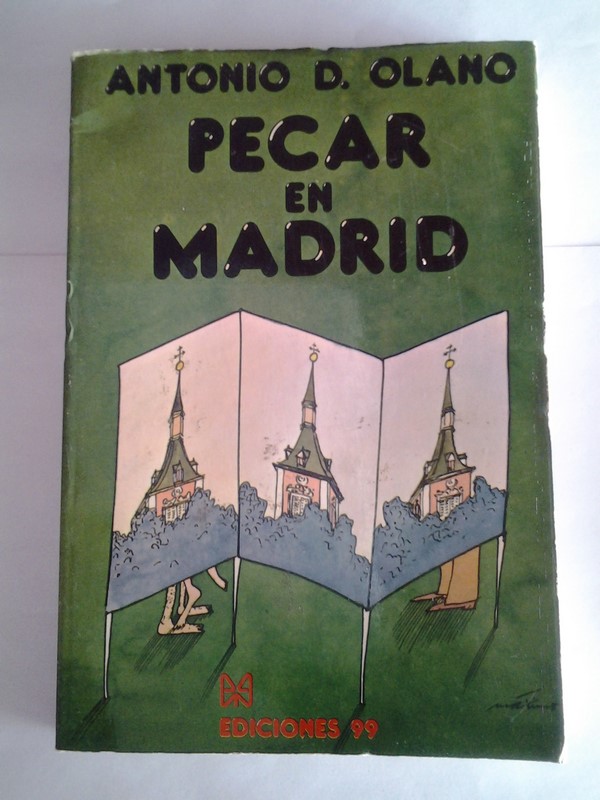 ANTONIO D. OLANO
PECAR
EN
MADRID
EDICIONES 99